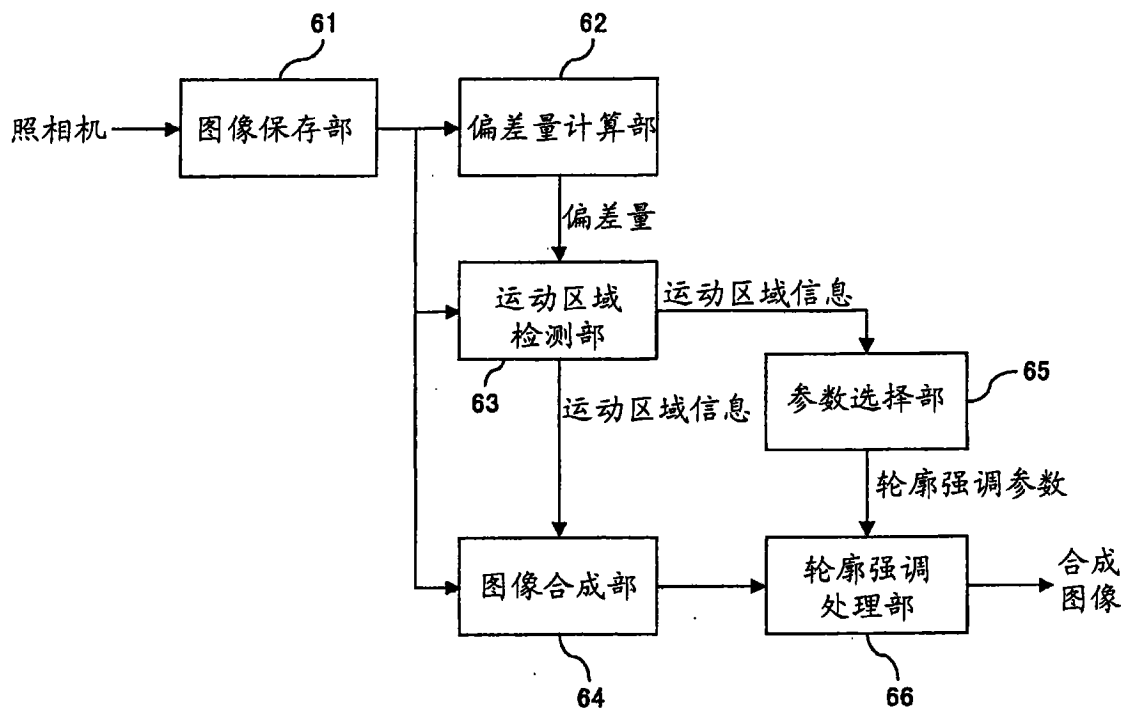 61
62
照相机
图像保存部
偏差量计算部
偏差量
运动区域
检测部
运动区域信息
63
运动区域信息
参数选择部
65
轮廓强调参数
图像合成部
轮廓强调
处理部
合成
图像
64
66